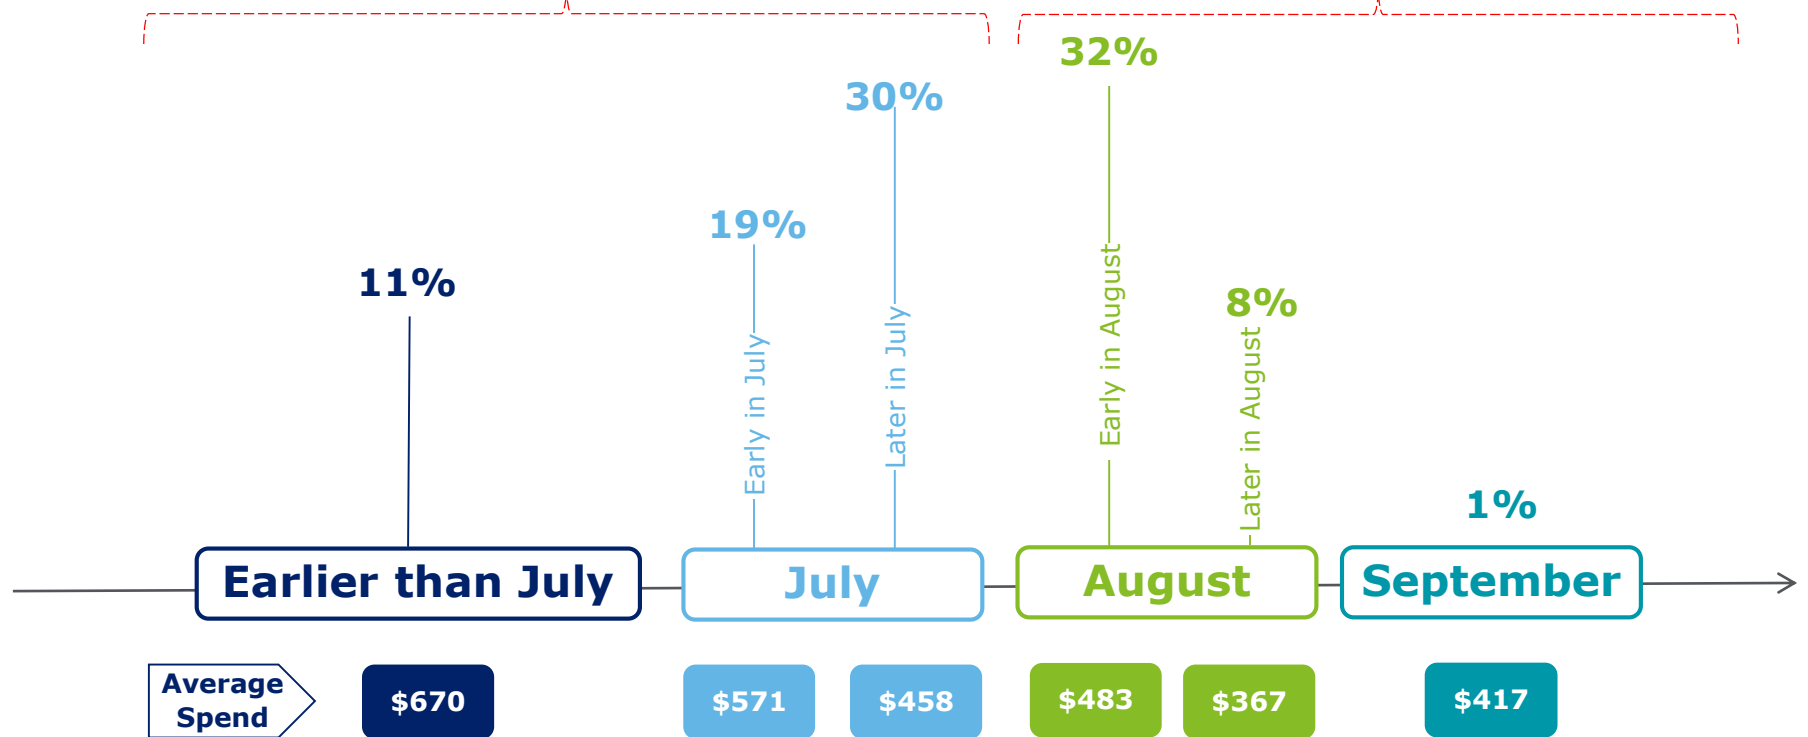 32%
30%
19%
11%
8%
Early in July
Later in July
Early in August
Later in August
1%
Earlier than July
July
August
September
Average
Spend
$670
$571
$458
$483
$367
$417